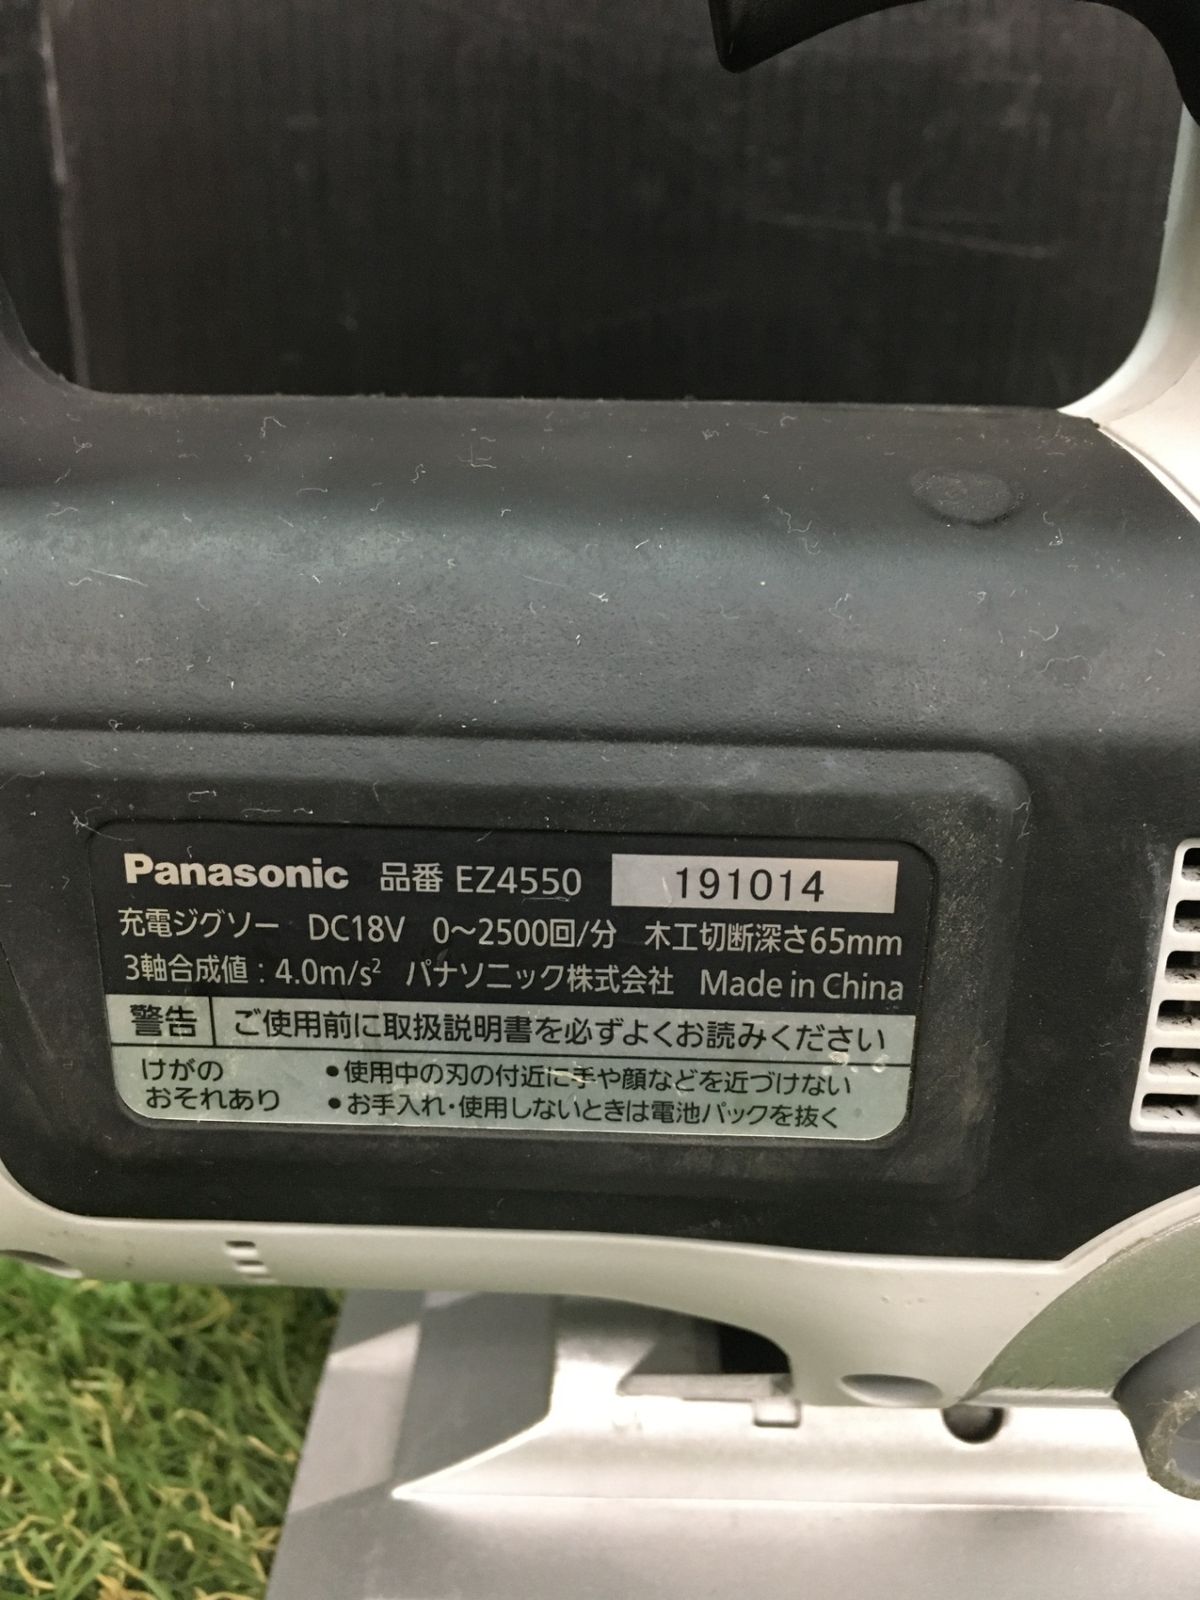 Panasonic 品番 EZ4550 191014
充電ジグソー DC18V 0～2500回/分 木工切断深さ65mm
3軸合成値：4.0m/s² パナソニック株式会社 Made in China
警告 ご使用前に取扱説明書を必ずよくお読みください
けがの
おそれあり
•使用中の刃の付近に手や顔などを近づけない
•お手入れ・使用しないときは電池パックを抜く